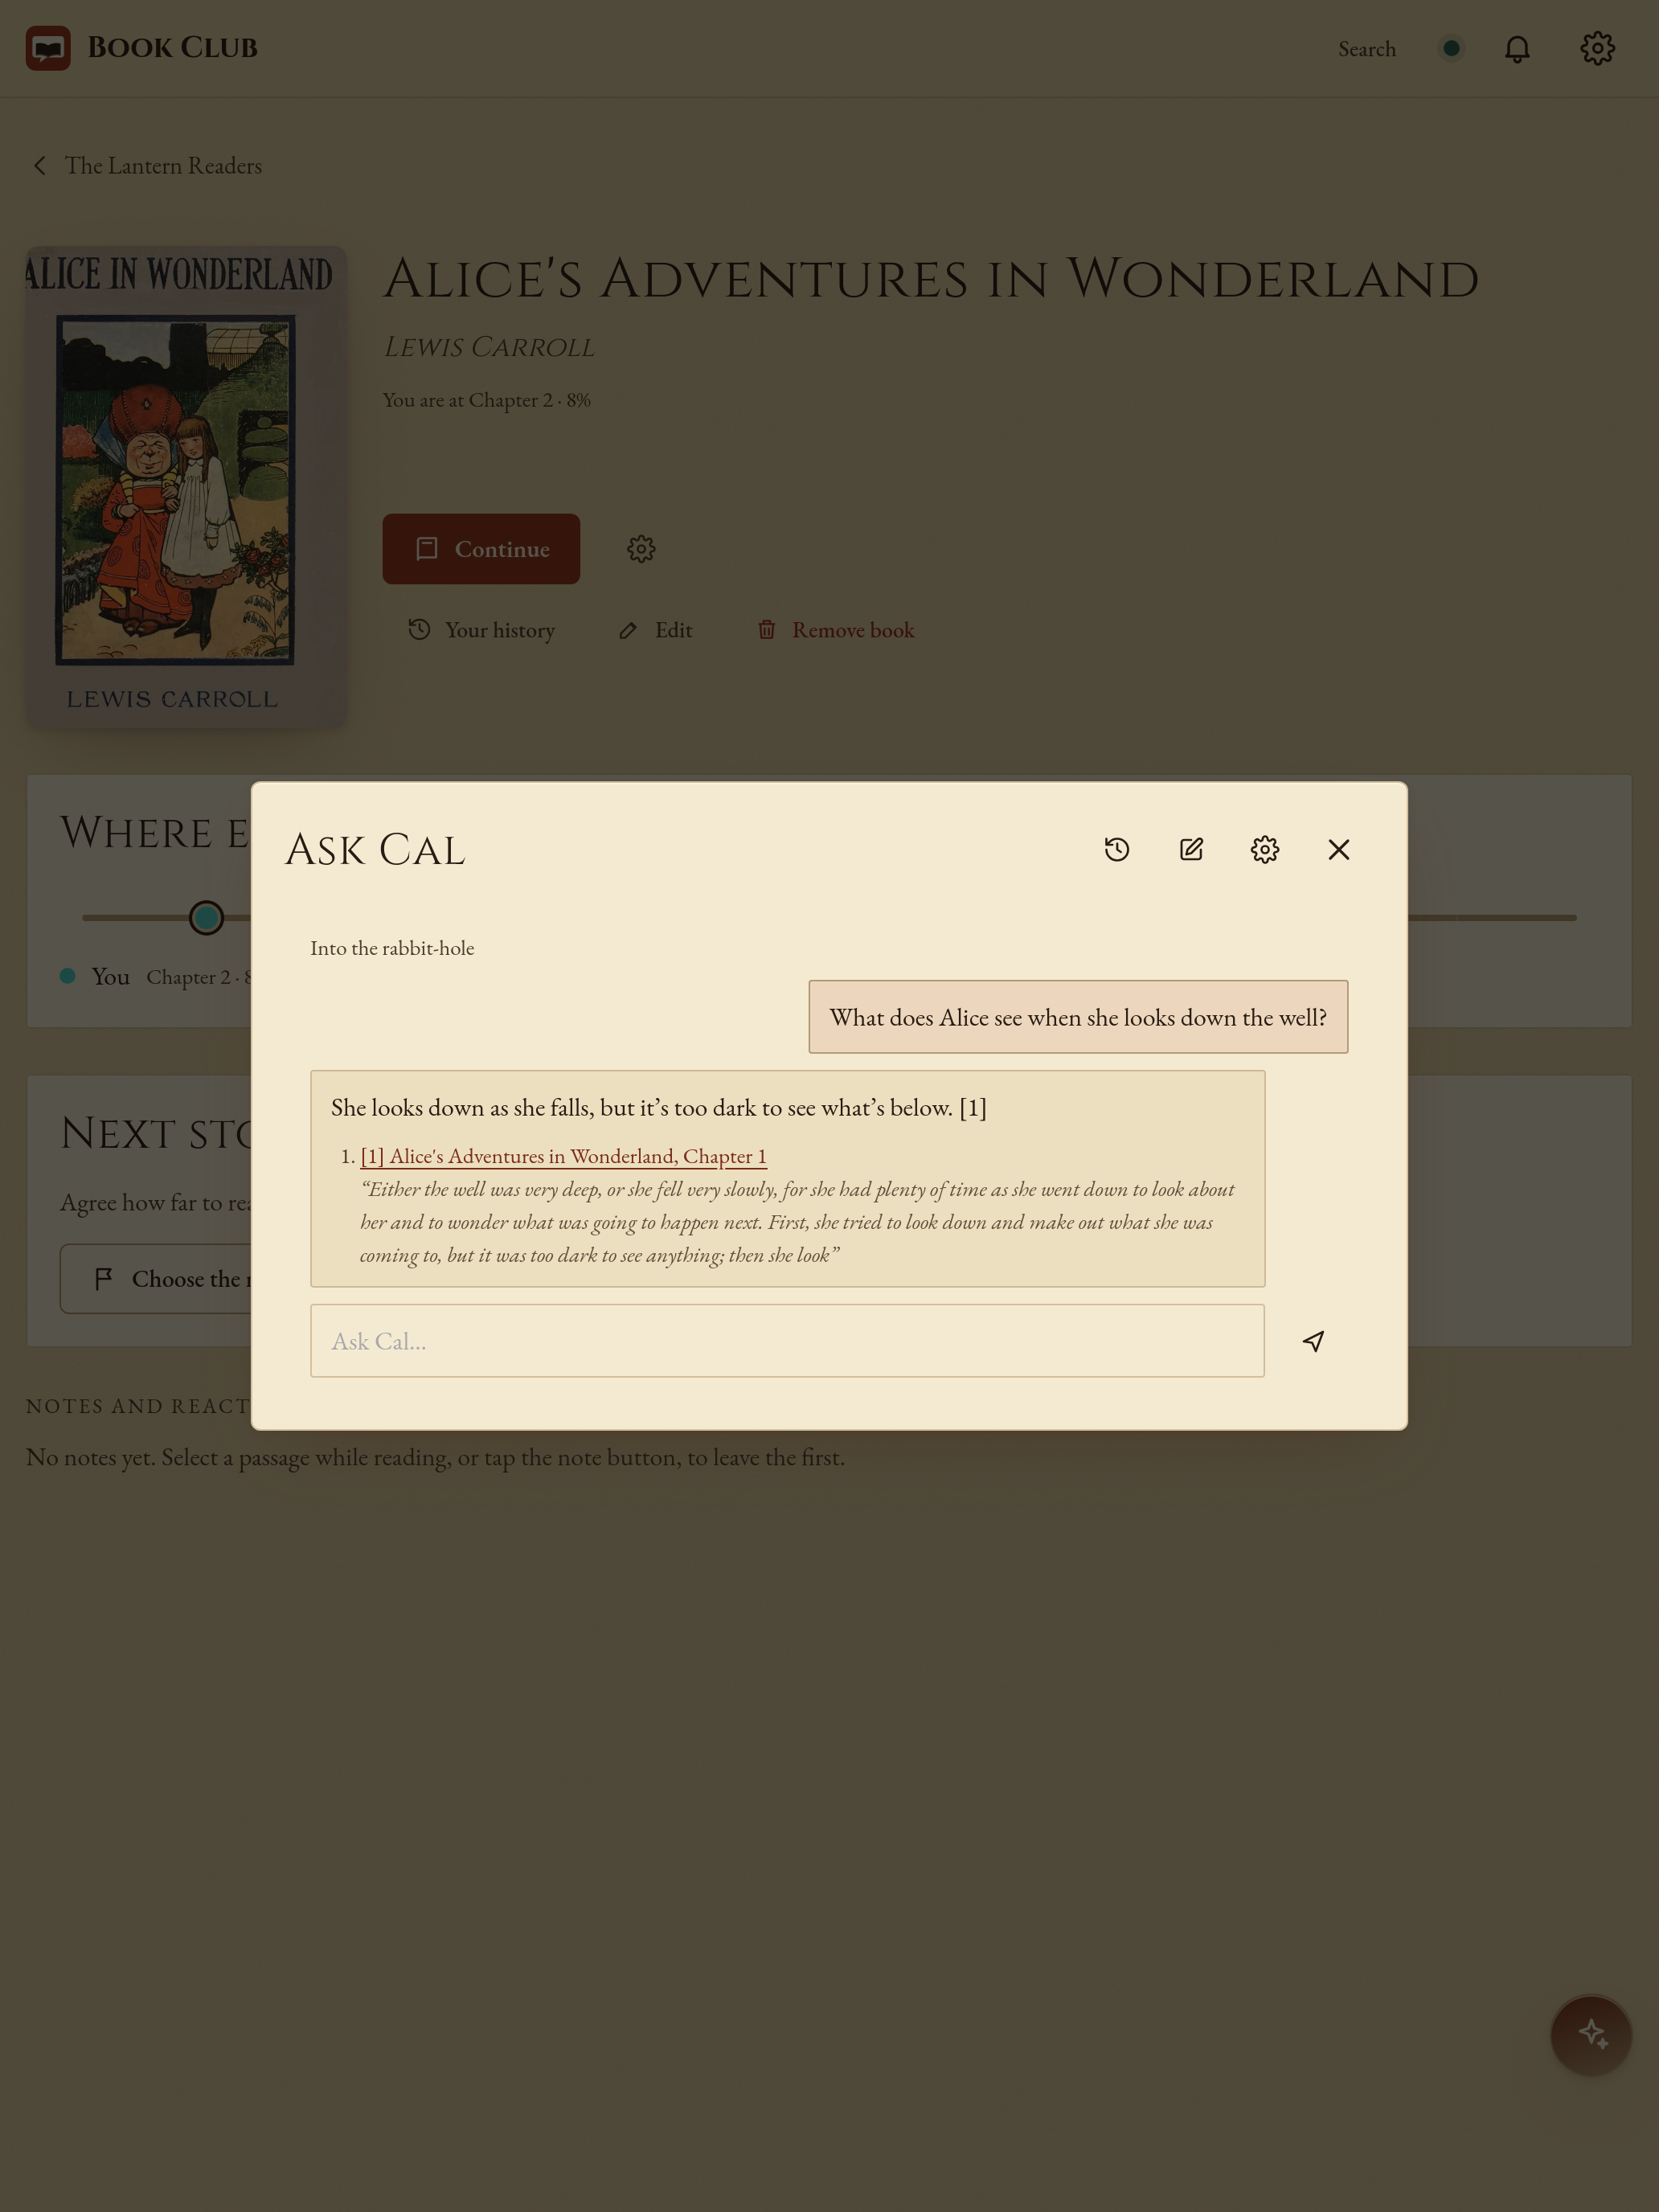 Book Club
Search
The Lantern Readers
ALICE IN WONDERLAND
LEWIS CARROLL
Alice's Adventures in Wonderland
Lewis Carroll
You are at Chapter 2 · 8%
Continue
Your history
Edit
Remove book
Where e
You
Chapter 2 · 8
Ask Cal
Into the rabbit-hole
What does Alice see when she looks down the well?
She looks down as she falls, but it’s too dark to see what’s below. [1]
1. [1] Alice's Adventures in Wonderland, Chapter 1
“Either the well was very deep, or she fell very slowly, for she had plenty of time as she went down to look about
her and to wonder what was going to happen next. First, she tried to look down and make out what she was
coming to, but it was too dark to see anything; then she look”
Ask Cal...
Next sto
Agree how far to rea
Choose the
NOTES AND REACT
No notes yet. Select a passage while reading, or tap the note button, to leave the first.